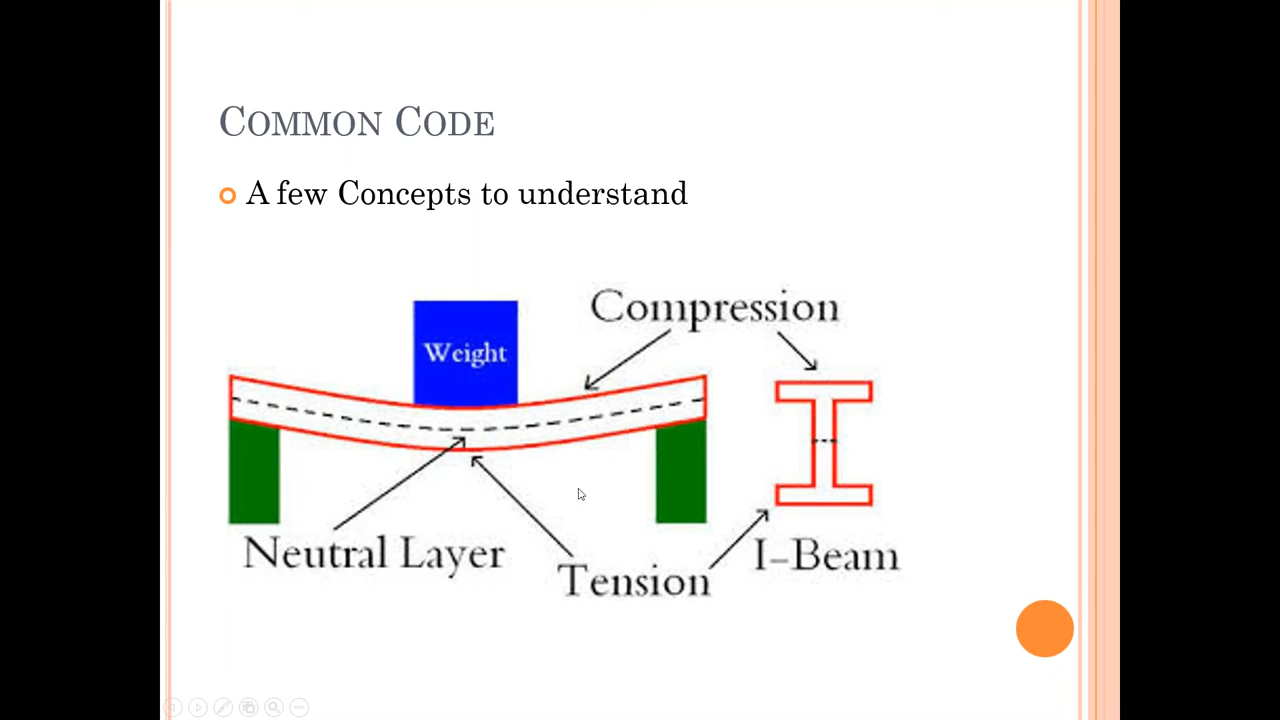 COMMON CODE
A few Concepts to understand
Compression
Weight
Neutral Layer
Tension
I-Beam